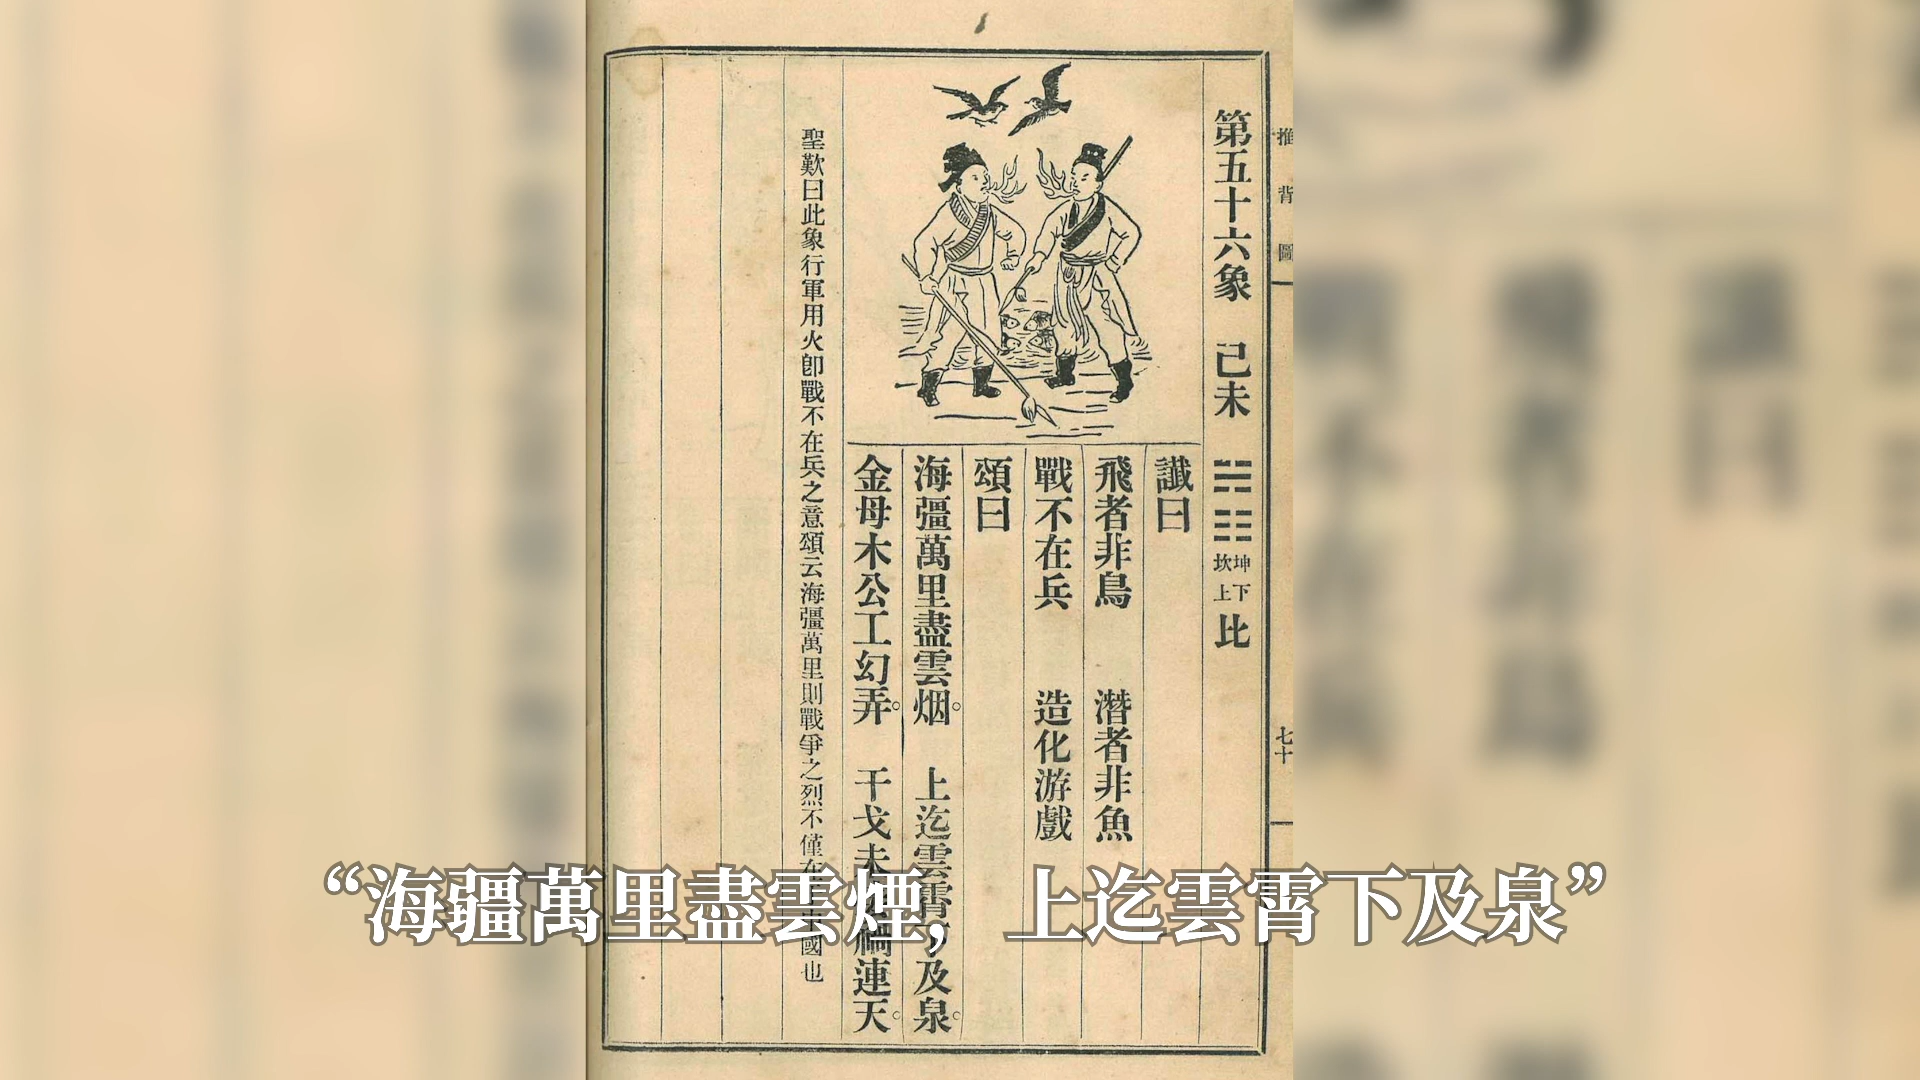 推背圖
七十
第五十六象 己未 坤下坎上 比
讖曰
飛者非鳥 潛者非魚
戰不在兵 造化游戲
頌曰
海彊萬里盡雲烟。 上迄雲霄下及泉。
金母木公工幻弄。 干戈未禍連天。
聖歎曰此象行軍用火卽戰不在兵之意頌云海彊萬里則戰爭之烈不僅在國也
“海疆萬里盡雲煙，上迄雲霄下及泉”